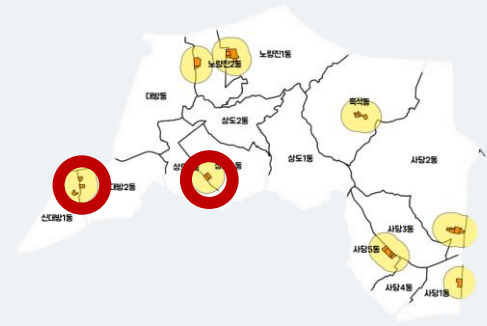 노량진1동
노량진2동
대방동
흑석동
상도2동
상도1동
사당2동
대방2동
신대방1동
사당3동
사당5동
사당4동
사당1동